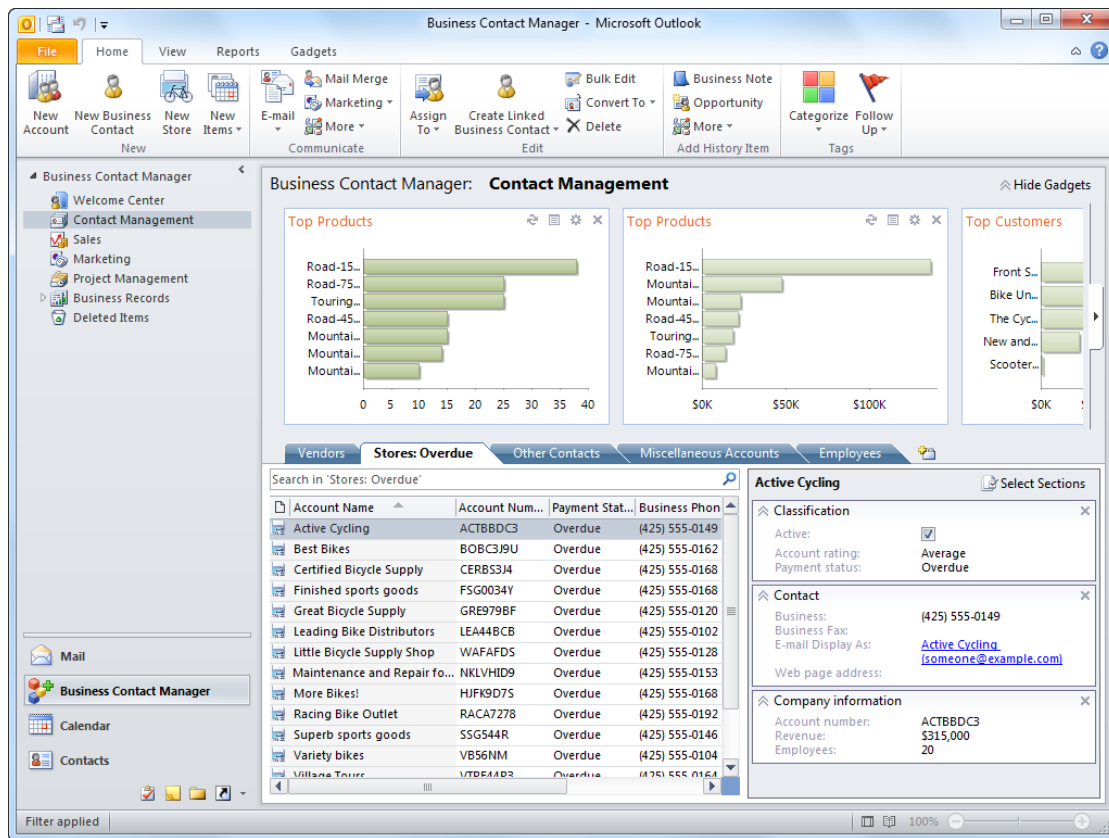 Business Contact Manager - Microsoft Outlook
File Home View Reports Gadgets
New Account
New Business Contact
New Store
New Items
New
E-mail
Mail Merge
Marketing
More
Communicate
Assign To
Create Linked Business Contact
Bulk Edit
Convert To
Delete
Edit
Business Note
Opportunity
More
Add History Item
Categorize
Follow Up
Tags
Business Contact Manager
Welcome Center
Contact Management
Sales
Marketing
Project Management
Business Records
Deleted Items
Mail
Business Contact Manager
Calendar
Contacts
Business Contact Manager: Contact Management
Hide Gadgets
Top Products
Road-15...
Road-75...
Touring...
Road-45...
Mountai...
Mountai...
Mountai...
0 5 10 15 20 25 30 35 40
Top Products
Road-15...
Mountai...
Mountai...
Road-45...
Touring...
Road-75...
Mountai...
$0K $50K $100K
Top Customers
Front S...
Bike Un...
The Cyc...
New and...
Scooter...
$0K
Vendors Stores: Overdue Other Contacts Miscellaneous Accounts Employees
Search in 'Stores: Overdue'
Account Name Account Num... Payment Stat... Business Phon
Active Cycling ACTBBDC3 Overdue (425) 555-0149
Best Bikes BOBC3J9U Overdue (425) 555-0162
Certified Bicycle Supply CERBS3J4 Overdue (425) 555-0168
Finished sports goods FSG0034Y Overdue (425) 555-0168
Great Bicycle Supply GRE979BF Overdue (425) 555-0120
Leading Bike Distributors LEA44BCB Overdue (425) 555-0102
Little Bicycle Supply Shop WAFAFDS Overdue (425) 555-0128
Maintenance and Repair fo... NKLVHID9 Overdue (425) 555-0153
More Bikes! HJFK9D7S Overdue (425) 555-0168
Racing Bike Outlet RACA7278 Overdue (425) 555-0192
Superb sports goods SSG544R Overdue (425) 555-0146
Variety bikes VB56NM Overdue (425) 555-0104
Village Tours Overdue (425) 555-0164
Active Cycling
Select Sections
Classification
Active:
Account rating: Average
Payment status: Overdue
Contact
Business: (425) 555-0149
Business Fax:
E-mail Display As: Active Cycling
(someone@example.com)
Web page address:
Company information
Account number: ACTBBDC3
Revenue: $315,000
Employees: 20
Filter applied
100%